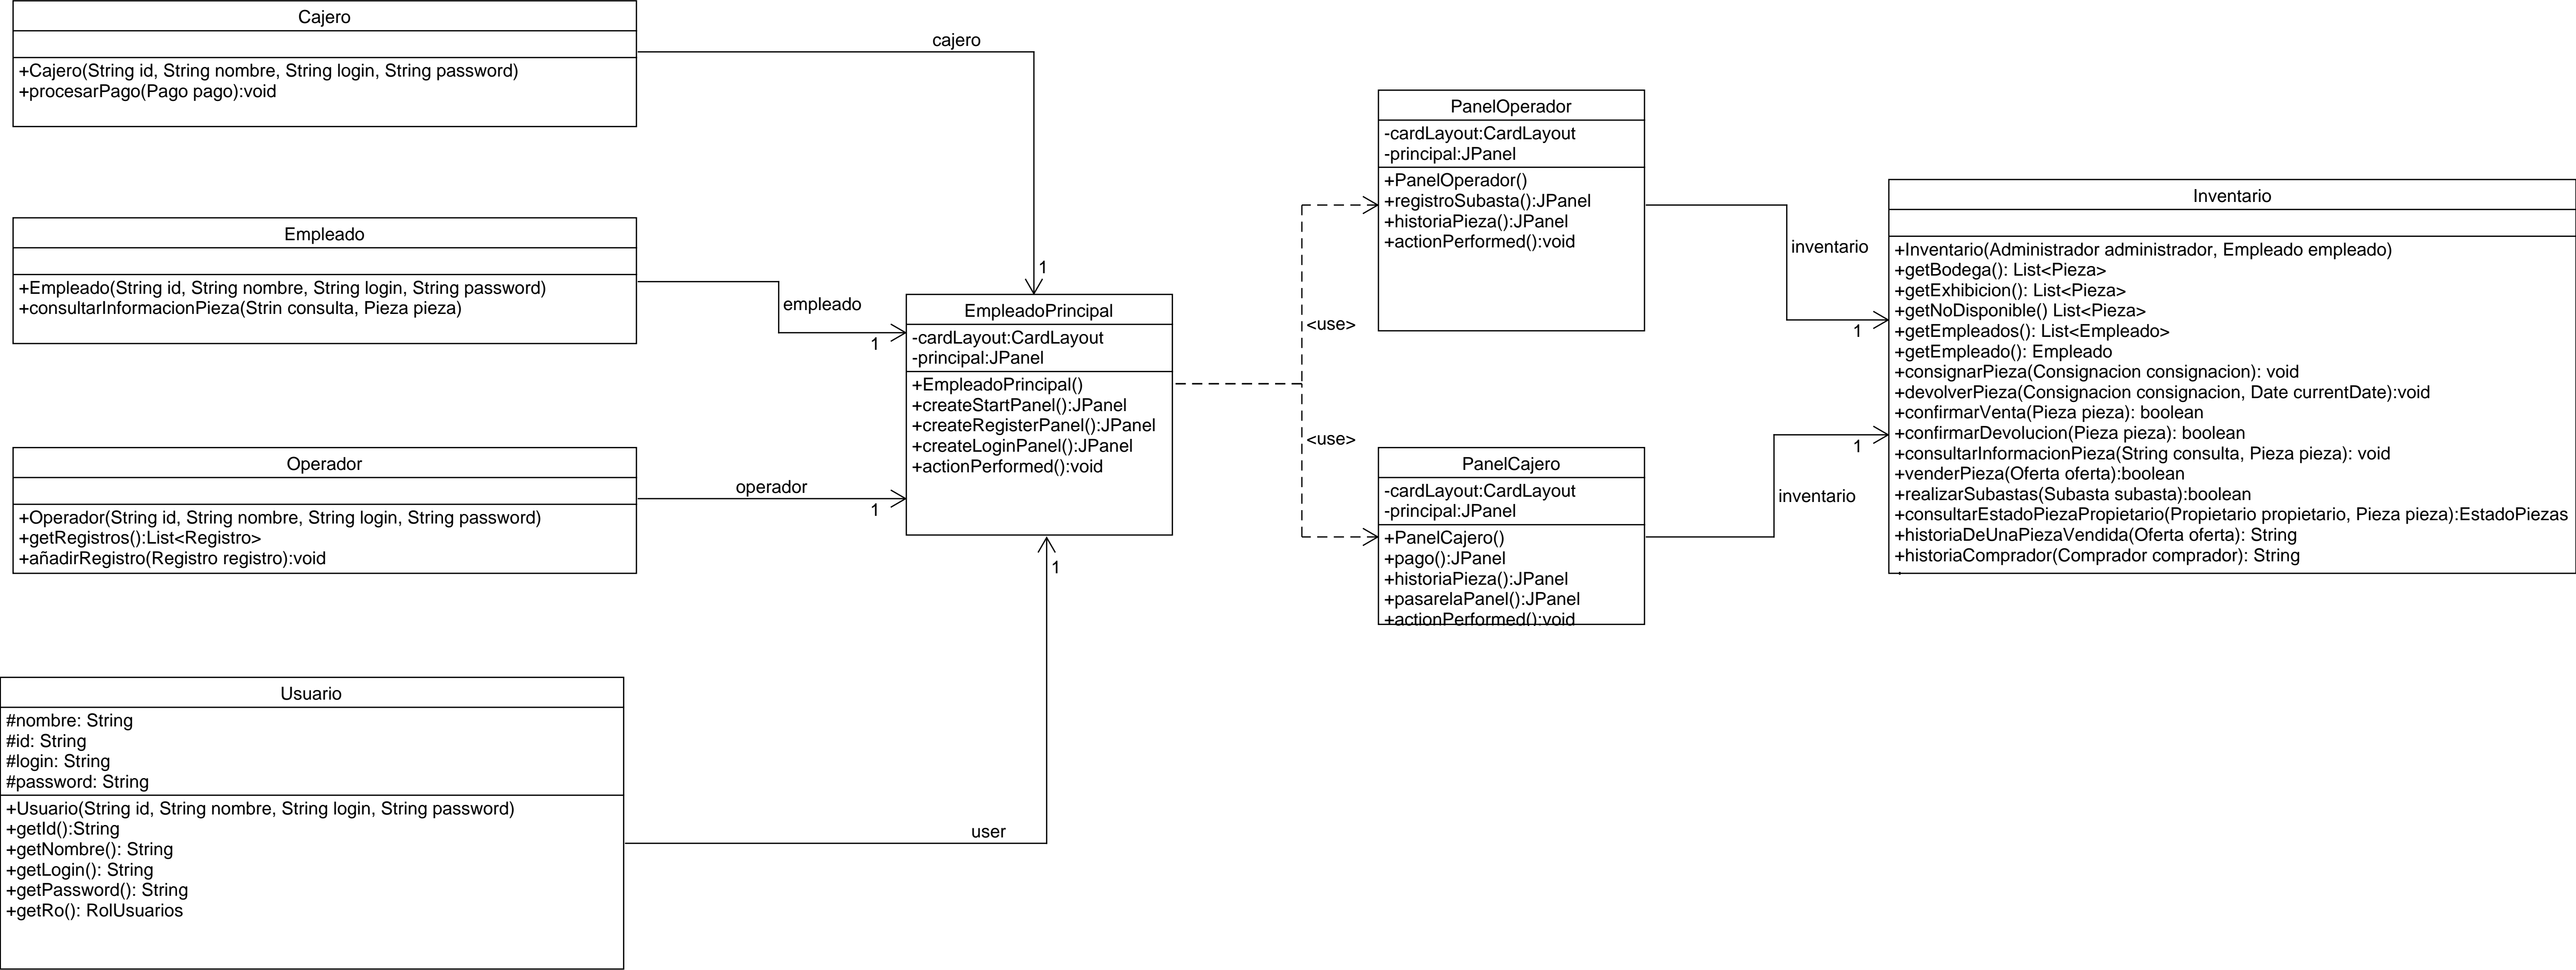 Cajero
+Cajero(String id, String nombre, String login, String password)
+procesarPago(Pago pago):void
cajero
1
Empleado
+Empleado(String id, String nombre, String login, String password)
+consultarInformacionPieza(Strin consulta, Pieza pieza)
empleado
1
Operador
+Operador(String id, String nombre, String login, String password)
+getRegistros():List<Registro>
+añadirRegistro(Registro registro):void
operador
1
Usuario
#nombre: String
#id: String
#login: String
#password: String
+Usuario(String id, String nombre, String login, String password)
+getId():String
+getNombre(): String
+getLogin(): String
+getPassword(): String
+getRo(): RolUsuarios
user
1
EmpleadoPrincipal
-cardLayout:CardLayout
-principal:JPanel
+EmpleadoPrincipal()
+createStartPanel():JPanel
+createRegisterPanel():JPanel
+createLoginPanel():JPanel
+actionPerformed():void
<use>
<use>
PanelOperador
-cardLayout:CardLayout
-principal:JPanel
+PanelOperador()
+registroSubasta():JPanel
+historiaPieza():JPanel
+actionPerformed():void
inventario
1
PanelCajero
-cardLayout:CardLayout
-principal:JPanel
+PanelCajero()
+pago():JPanel
+historiaPieza():JPanel
+pasarelaPanel():JPanel
+actionPerformed():void
inventario
1
Inventario
+Inventario(Administrador administrador, Empleado empleado)
+getBodega(): List<Pieza>
+getExhibicion(): List<Pieza>
+getNoDisponible() List<Pieza>
+getEmpleados(): List<Empleado>
+getEmpleado(): Empleado
+consignarPieza(Consignacion consignacion): void
+devolverPieza(Consignacion consignacion, Date currentDate):void
+confirmarVenta(Pieza pieza): boolean
+confirmarDevolucion(Pieza pieza): boolean
+consultarInformacionPieza(String consulta, Pieza pieza): void
+venderPieza(Oferta oferta):boolean
+realizarSubastas(Subasta subasta):boolean
+consultarEstadoPiezaPropietario(Propietario propietario, Pieza pieza):EstadoPiezas
+historiaDeUnaPiezaVendida(Oferta oferta): String
+historiaComprador(Comprador comprador): String